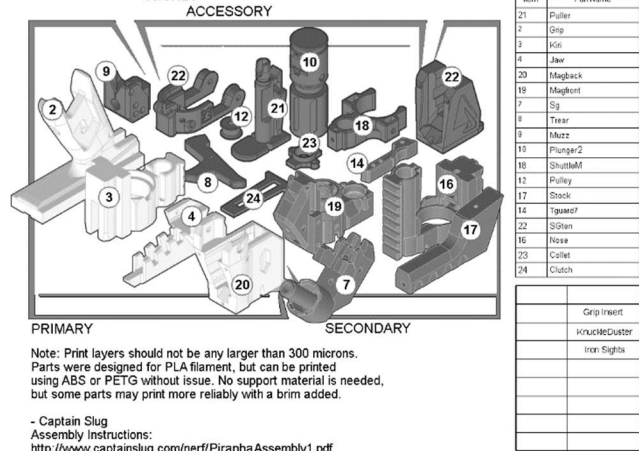 ACCESSORY
10
9
22
22
21
2
12
18
23
14
8
3
16
24
19
4
17
20
7
PRIMARY
SECONDARY
Note: Print layers should not be any larger than 300 microns.
Parts were designed for PLA filament, but can be printed
using ABS or PETG without issue. No support material is needed,
but some parts may print more reliably with a brim added.
- Captain Slug
Assembly Instructions:
http://www.captainslug.com/nerf/PiranhaAssembly1.pdf
21 Puller
2 Grip
3 Kiri
4 Jaw
20 Magback
19 Magfront
7 Sg
8 Trear
9 Muzz
10 Plunger2
18 ShuttleM
12 Pulley
17 Stock
14 Tguard7
22 SGten
16 Nose
23 Collet
24 Clutch
Grip Insert
KnuckleDuster
Iron Sights